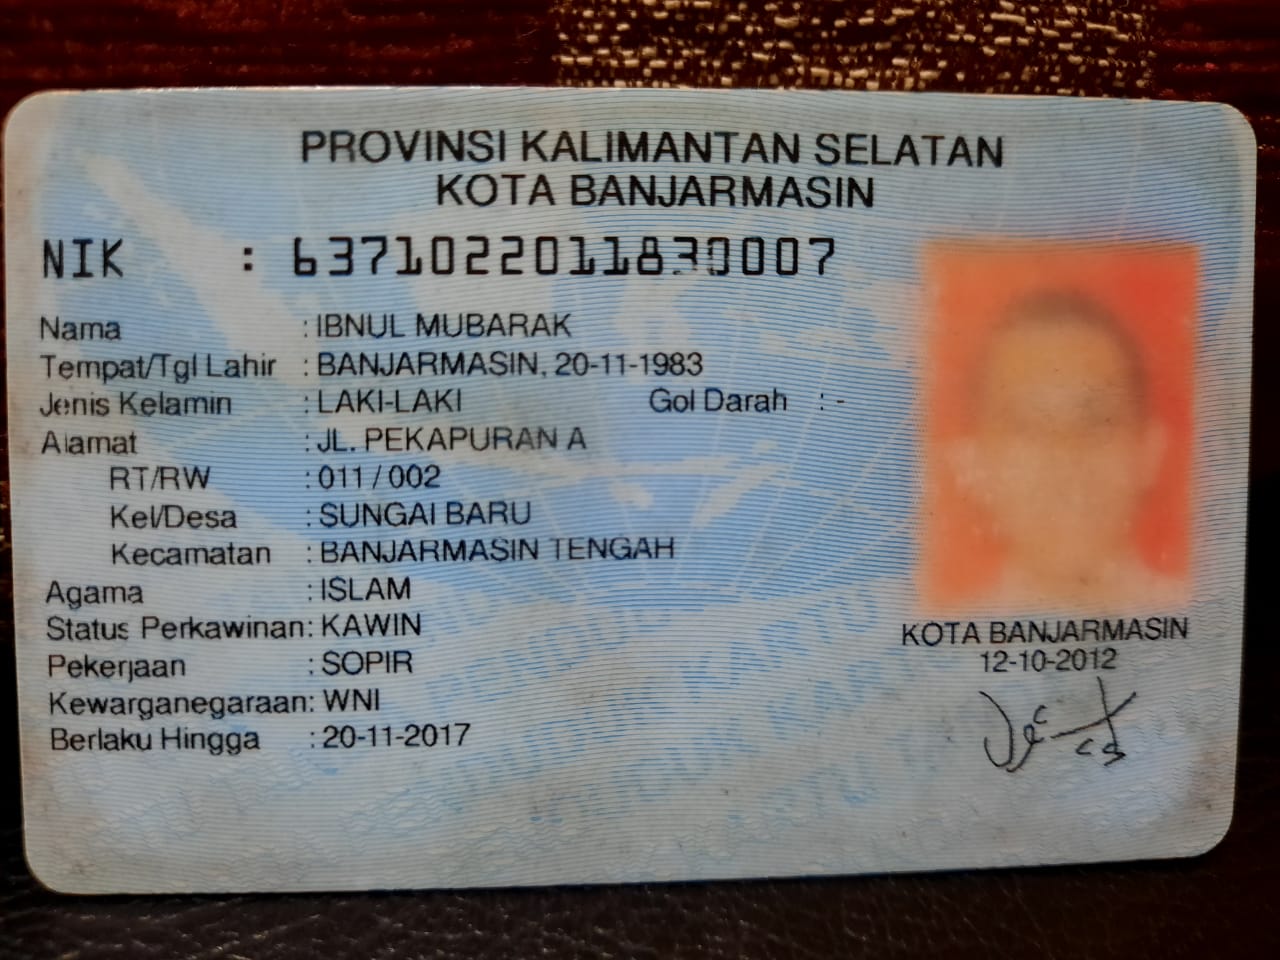 PROVINSI KALIMANTAN SELATAN
KOTA BANJARMASIN
NIK : 6371022011830007
Nama : IBNUL MUBARAK
Tempat/Tgl Lahir : BANJARMASIN, 20-11-1983
Jenis Kelamin : LAKI-LAKI Gol Darah : -
Alamat : JL. PEKAPURAN A
RT/RW : 011 / 002
Kel/Desa : SUNGAI BARU
Kecamatan : BANJARMASIN TENGAH
Agama : ISLAM
Status Perkawinan: KAWIN
Pekerjaan : SOPIR
Kewarganegaraan: WNI
Berlaku Hingga : 20-11-2017
KOTA BANJARMASIN
12-10-2012